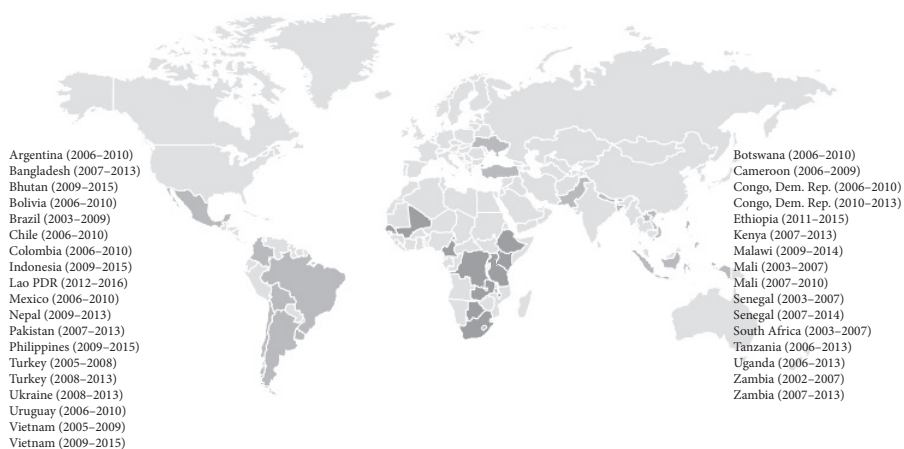 Argentina (2006–2010)
Bangladesh (2007–2013)
Bhutan (2009–2015)
Bolivia (2006–2010)
Brazil (2003–2009)
Chile (2006–2010)
Colombia (2006–2010)
Indonesia (2009–2015)
Lao PDR (2012–2016)
Mexico (2006–2010)
Nepal (2009–2013)
Pakistan (2007–2013)
Philippines (2009–2015)
Turkey (2005–2008)
Turkey (2008–2013)
Ukraine (2008–2013)
Uruguay (2006–2010)
Vietnam (2005–2009)
Vietnam (2009–2015)
Botswana (2006–2010)
Cameroon (2006–2009)
Congo, Dem. Rep. (2006–2010)
Congo, Dem. Rep. (2010–2013)
Ethiopia (2011–2015)
Kenya (2007–2013)
Malawi (2009–2014)
Mali (2003–2007)
Mali (2007–2010)
Senegal (2003–2007)
Senegal (2007–2014)
South Africa (2003–2007)
Tanzania (2006–2013)
Uganda (2006–2013)
Zambia (2002–2007)
Zambia (2007–2013)